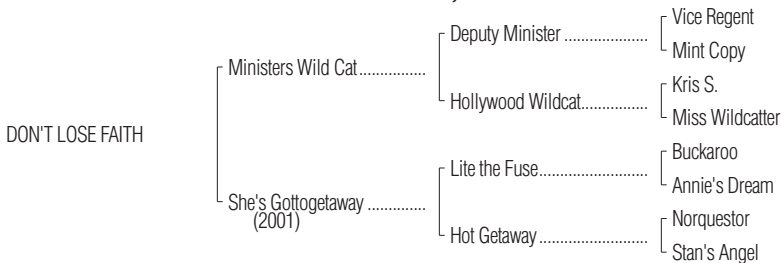 Vice Regent
Deputy Minister ....................
Mint Copy
Ministers Wild Cat................
Kris S.
Hollywood Wildcat................
Miss Wildcatter
DON'T LOSE FAITH
Buckaroo
Lite the Fuse..........................
Annie's Dream
She's Gottogetaway ..............
(2001)
Norquestor
Hot Getaway..........................
Stan's Angel